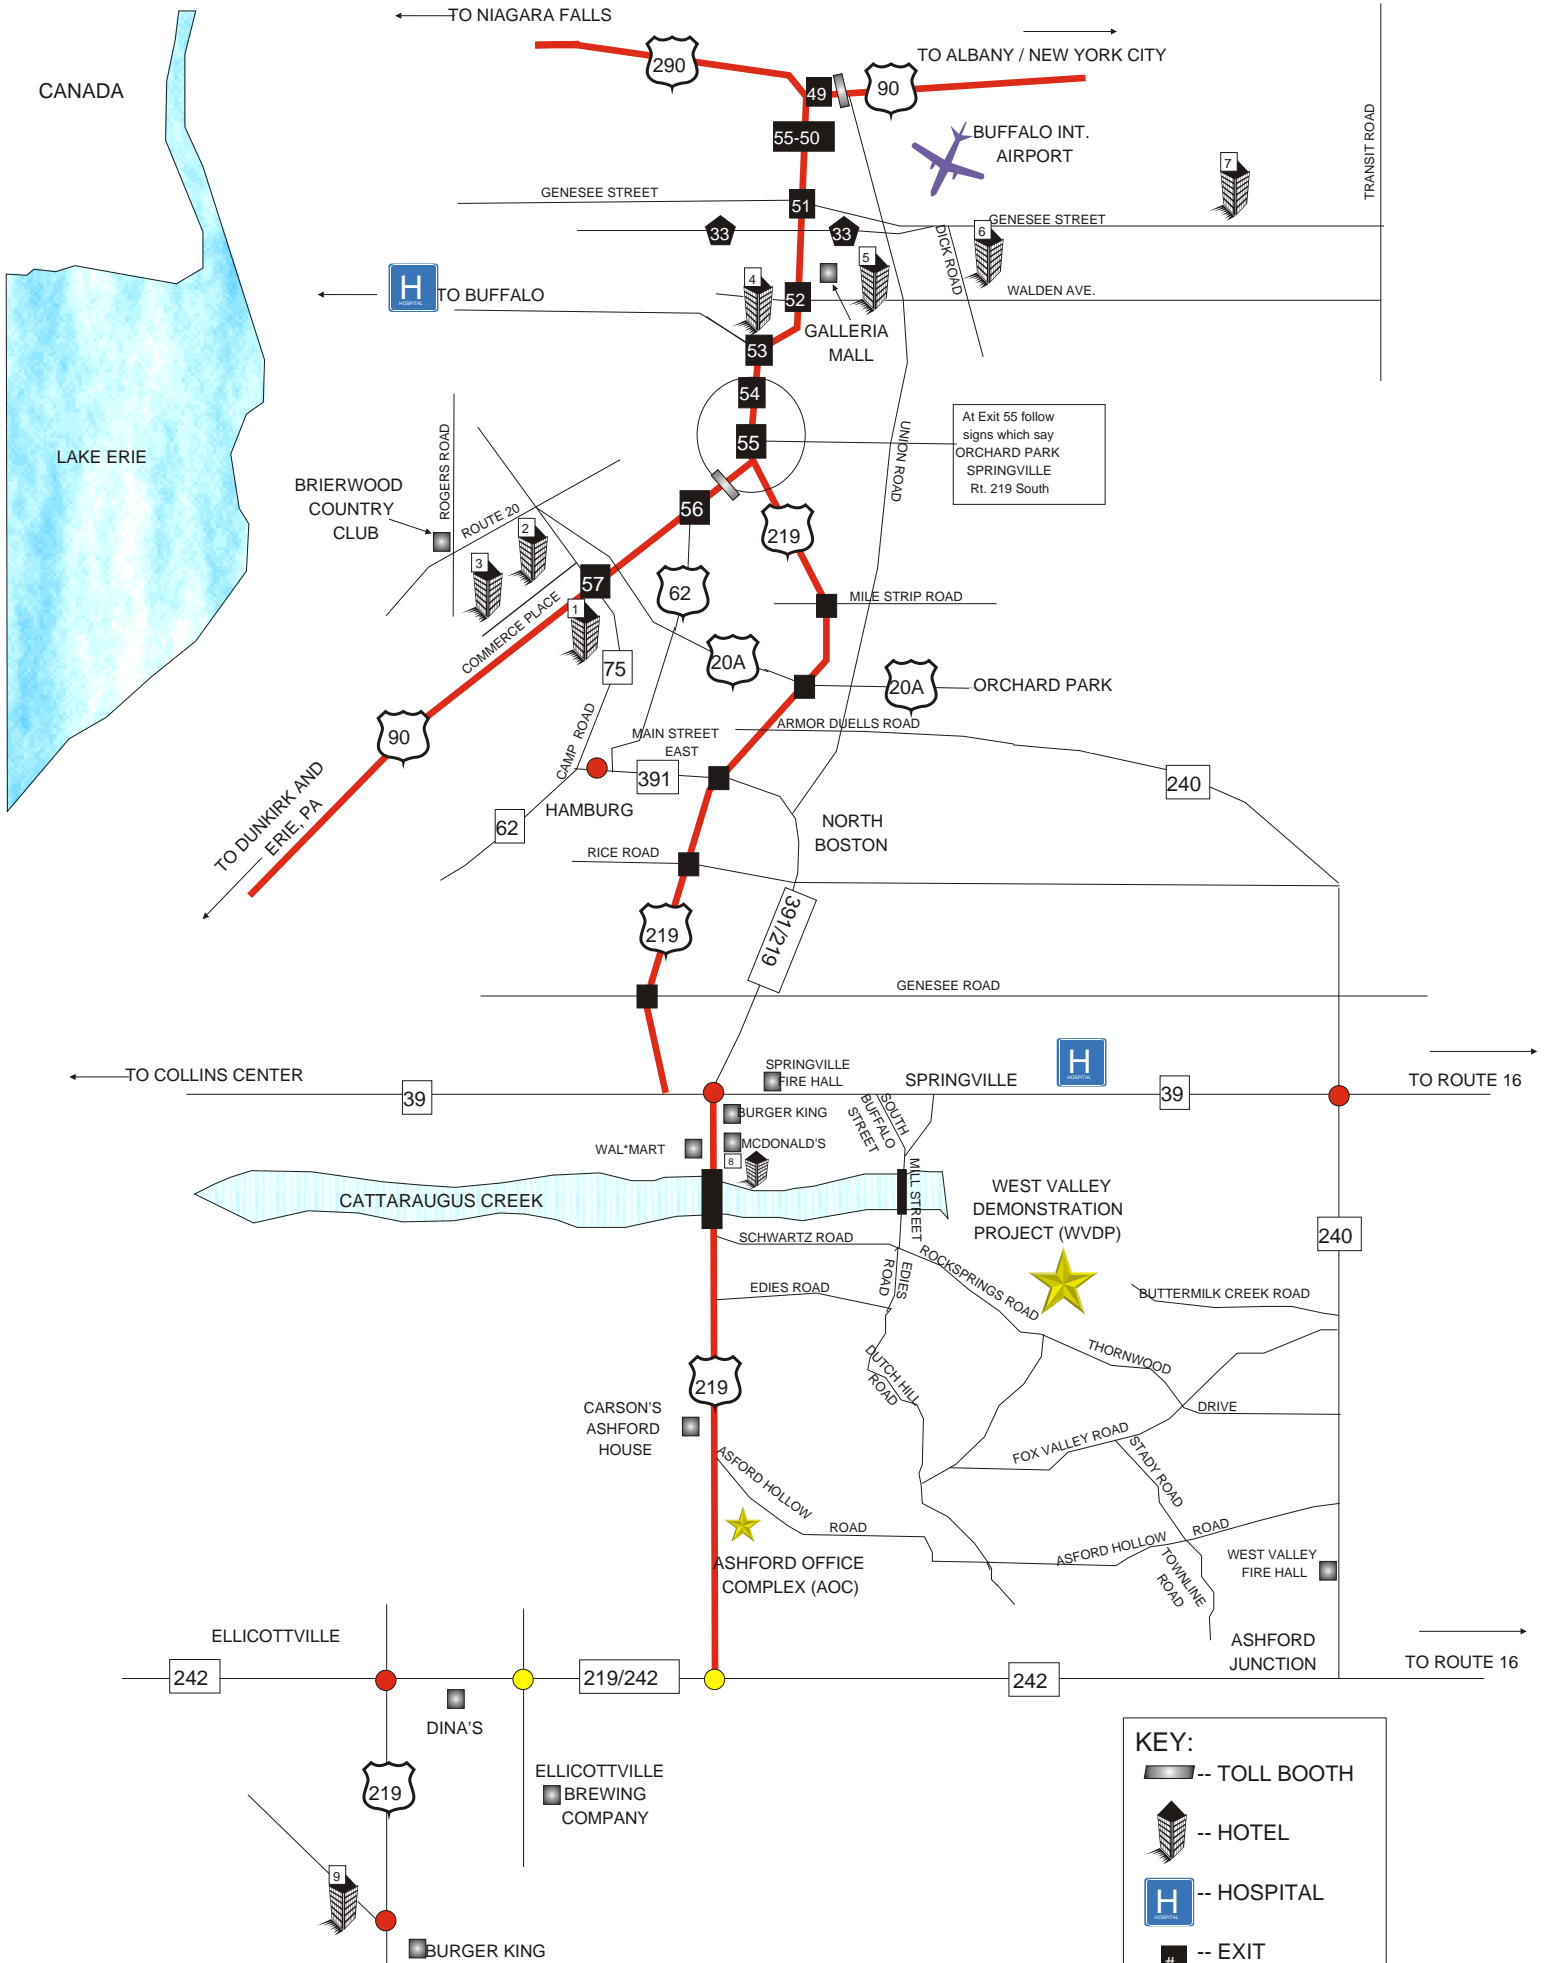 TO NIAGARA FALLS
TO ALBANY / NEW YORK CITY
CANADA
290
49
90
55-50
BUFFALO INT.
AIRPORT
TRANSIT ROAD
7
GENESEE STREET
51
GENESEE STREET
33
33
6
DICK ROAD
5
4
H
HOSPITAL
TO BUFFALO
52
WALDEN AVE.
GALLERIA
MALL
53
54
55
At Exit 55 follow
signs which say
ORCHARD PARK
SPRINGVILLE
Rt. 219 South
UNION ROAD
LAKE ERIE
ROGERS ROAD
BRIERWOOD
COUNTRY
CLUB
ROUTE 20
2
3
56
219
57
62
1
COMMERCE PLACE
MILE STRIP ROAD
75
20A
20A
ORCHARD PARK
90
CAMP ROAD
MAIN STREET
EAST
ARMOR DUELLS ROAD
391
240
HAMBURG
62
NORTH
BOSTON
TO DUNKIRK AND
ERIE, PA
RICE ROAD
391/219
219
GENESEE ROAD
TO COLLINS CENTER
39
SPRINGVILLE
FIRE HALL
SPRINGVILLE
H
HOSPITAL
39
TO ROUTE 16
BURGER KING
SOUTH
BUFFALO
STREET
WAL*MART
MCDONALD'S
8
MILL STREET
CATTARAUGUS CREEK
WEST VALLEY
DEMONSTRATION
PROJECT (WVDP)
240
SCHWARTZ ROAD
ROCKSPRINGS ROAD
EDIES
ROAD
EDIES ROAD
BUTTERMILK CREEK ROAD
THORNWOOD
DRIVE
DUTCH HILL
ROAD
219
CARSON'S
ASHFORD
HOUSE
FOX VALLEY ROAD
STADY ROAD
ASFORD HOLLOW
ROAD
ASFORD HOLLOW
ROAD
TOWNLINE
ROAD
ASHFORD OFFICE
COMPLEX (AOC)
WEST VALLEY
FIRE HALL
ELLICOTTVILLE
ASHFORD
JUNCTION
TO ROUTE 16
242
219/242
242
DINA'S
219
ELLICOTTVILLE
BREWING
COMPANY
9
BURGER KING
KEY:
-- TOLL BOOTH
-- HOTEL
H
HOSPITAL
-- HOSPITAL
#
-- EXIT